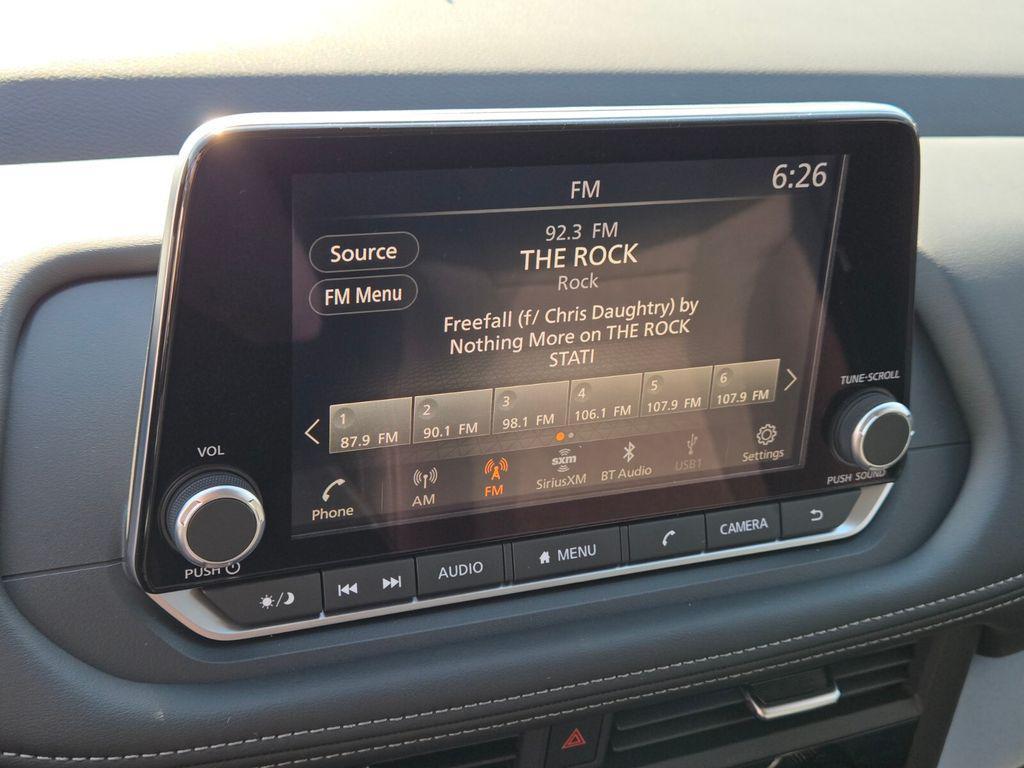 FM
6:26
Source
FM Menu
92.3 FM
THE ROCK
Rock
Freefall (f/ Chris Daughtry) by
Nothing More on THE ROCK
STATI
1
87.9 FM
2
90.1 FM
3
98.1 FM
4
106.1 FM
5
107.9 FM
6
107.9 FM
Phone
AM
FM
sxm
SiriusXM
BT Audio
USB1
Settings
VOL
PUSH
TUNE-SCROLL
PUSH SOUND
AUDIO
MENU
CAMERA